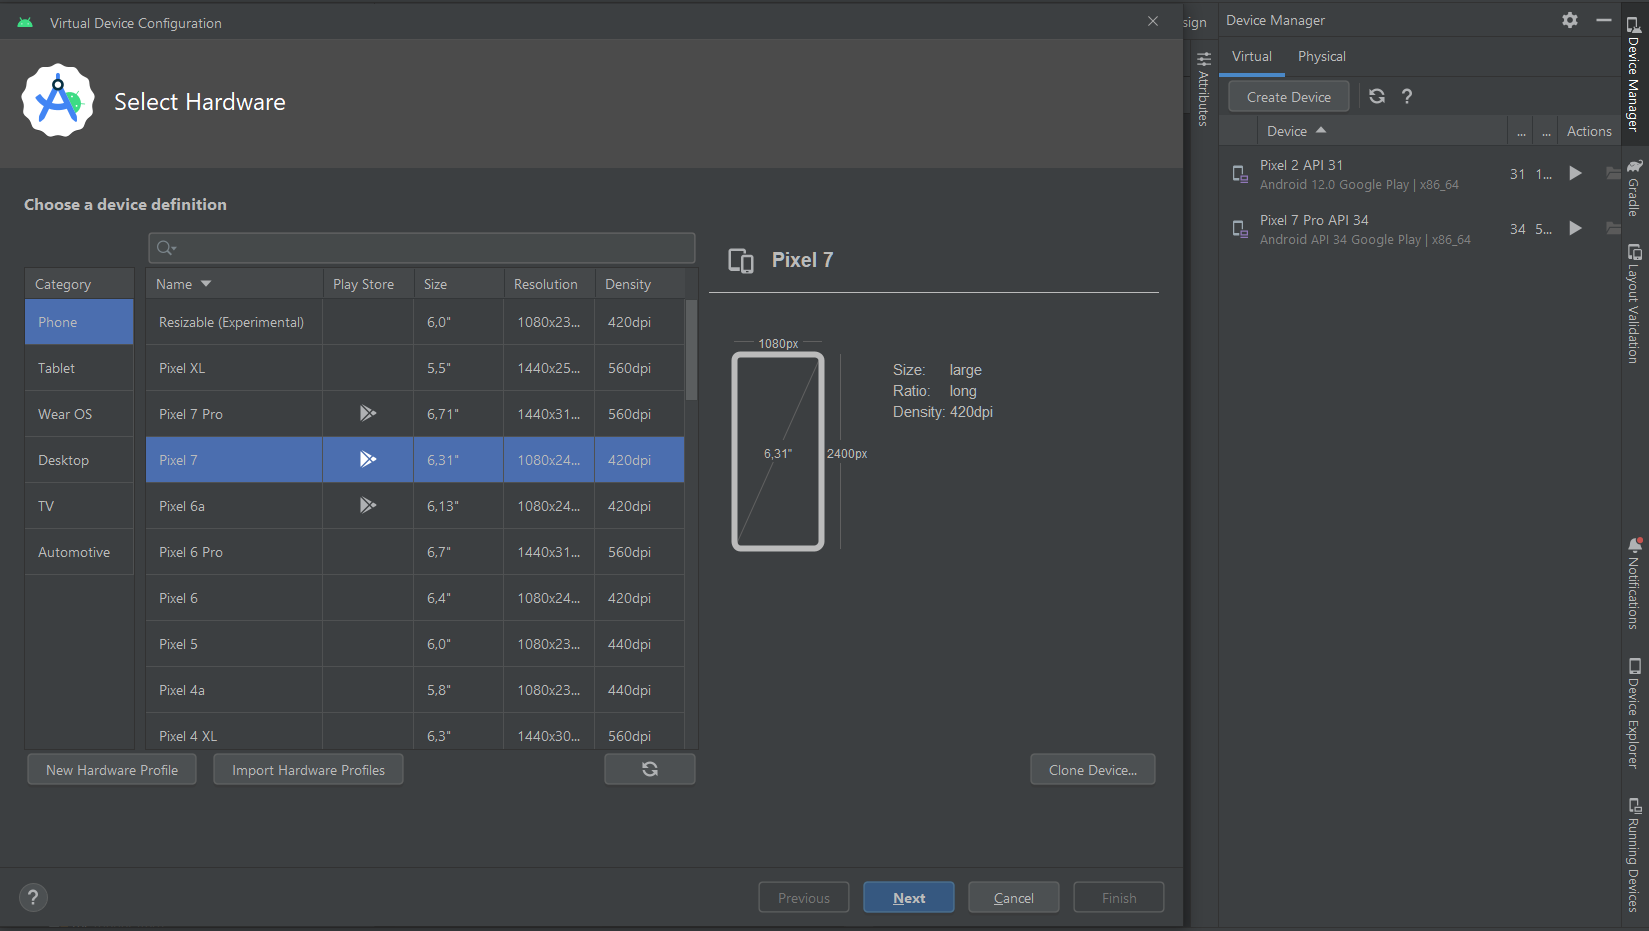 Virtual Device Configuration
Select Hardware
Choose a device definition
Category
Phone
Tablet
Wear OS
Desktop
TV
Automotive
Name Play Store Size Resolution Density
Resizable (Experimental) 6,0" 1080x23... 420dpi
Pixel XL 5,5" 1440x25... 560dpi
Pixel 7 Pro 6,71" 1440x31... 560dpi
Pixel 7 6,31" 1080x24... 420dpi
Pixel 6a 6,13" 1080x24... 420dpi
Pixel 6 Pro 6,7" 1440x31... 560dpi
Pixel 6 6,4" 1080x24... 420dpi
Pixel 5 6,0" 1080x23... 440dpi
Pixel 4a 5,8" 1080x23... 440dpi
Pixel 4 XL 6,3" 1440x30... 560dpi
New Hardware Profile Import Hardware Profiles
Pixel 7
1080px
6,31"
2400px
Size: large
Ratio: long
Density: 420dpi
Clone Device...
?
Previous Next Cancel Finish
sign
Attributes
Device Manager
Virtual Physical
Create Device ?
Device ... ... Actions
Pixel 2 API 31
Android 12.0 Google Play | x86_64
31 1...
Pixel 7 Pro API 34
Android API 34 Google Play | x86_64
34 5...
Device Manager
Gradle
Layout Validation
Notifications
Device Explorer
Running Devices